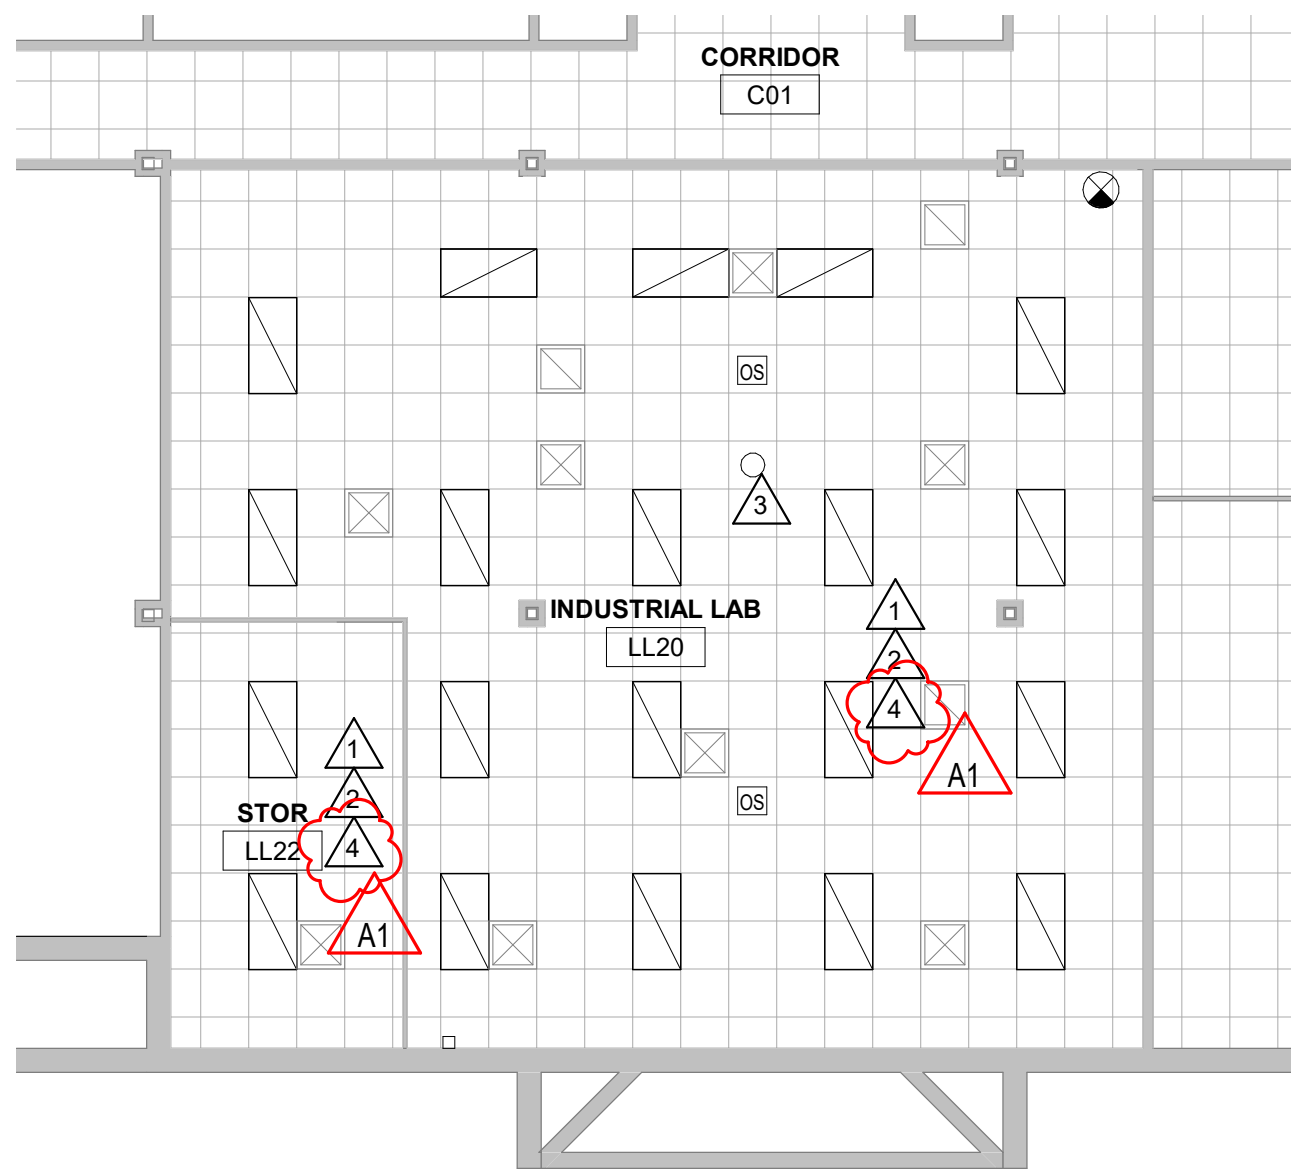 CORRIDOR
C01
OS
3
INDUSTRIAL LAB
LL20
1
2
4
A1
1
2
4
STOR
LL22
A1
OS